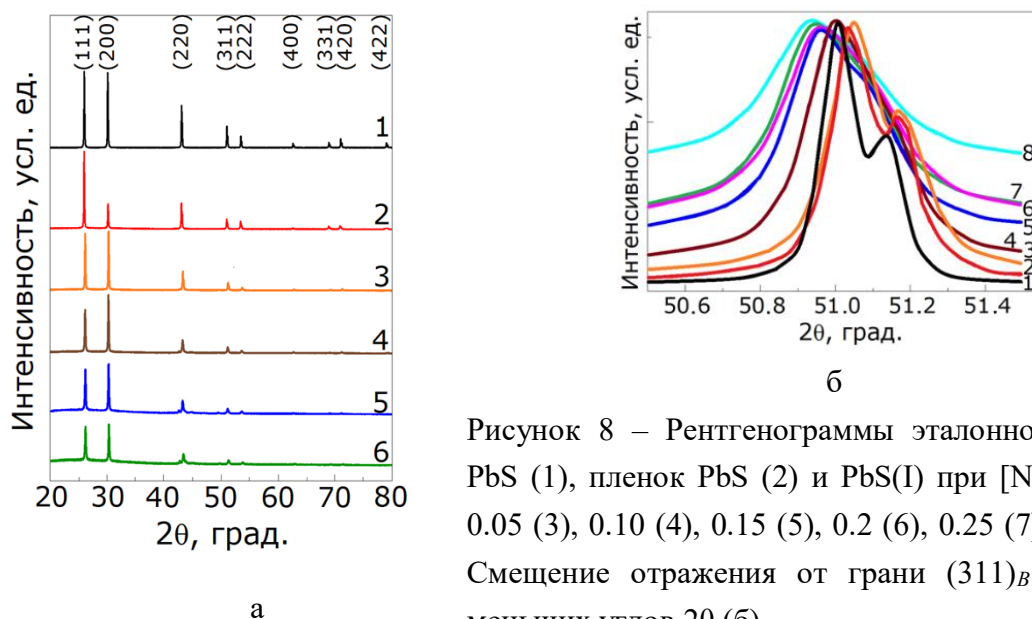 (111)
(200)
(220)
(311)
(222)
(400)
(331)
(420)
(422)
Интенсивность, усл. ед.
1
2
3
4
5
6
20 30 40 50 60 70 80
2θ, град.
а
Интенсивность, усл. ед.
8
7
6
5
4 3
2
1
50.6 50.8 51.0 51.2 51.4
2θ, град.
б
Рисунок 8 – Рентгенограммы эталонно
PbS (1), пленок PbS (2) и PbS(I) при [N
0.05 (3), 0.10 (4), 0.15 (5), 0.2 (6), 0.25 (7)
Смещение отражения от грани (311)B